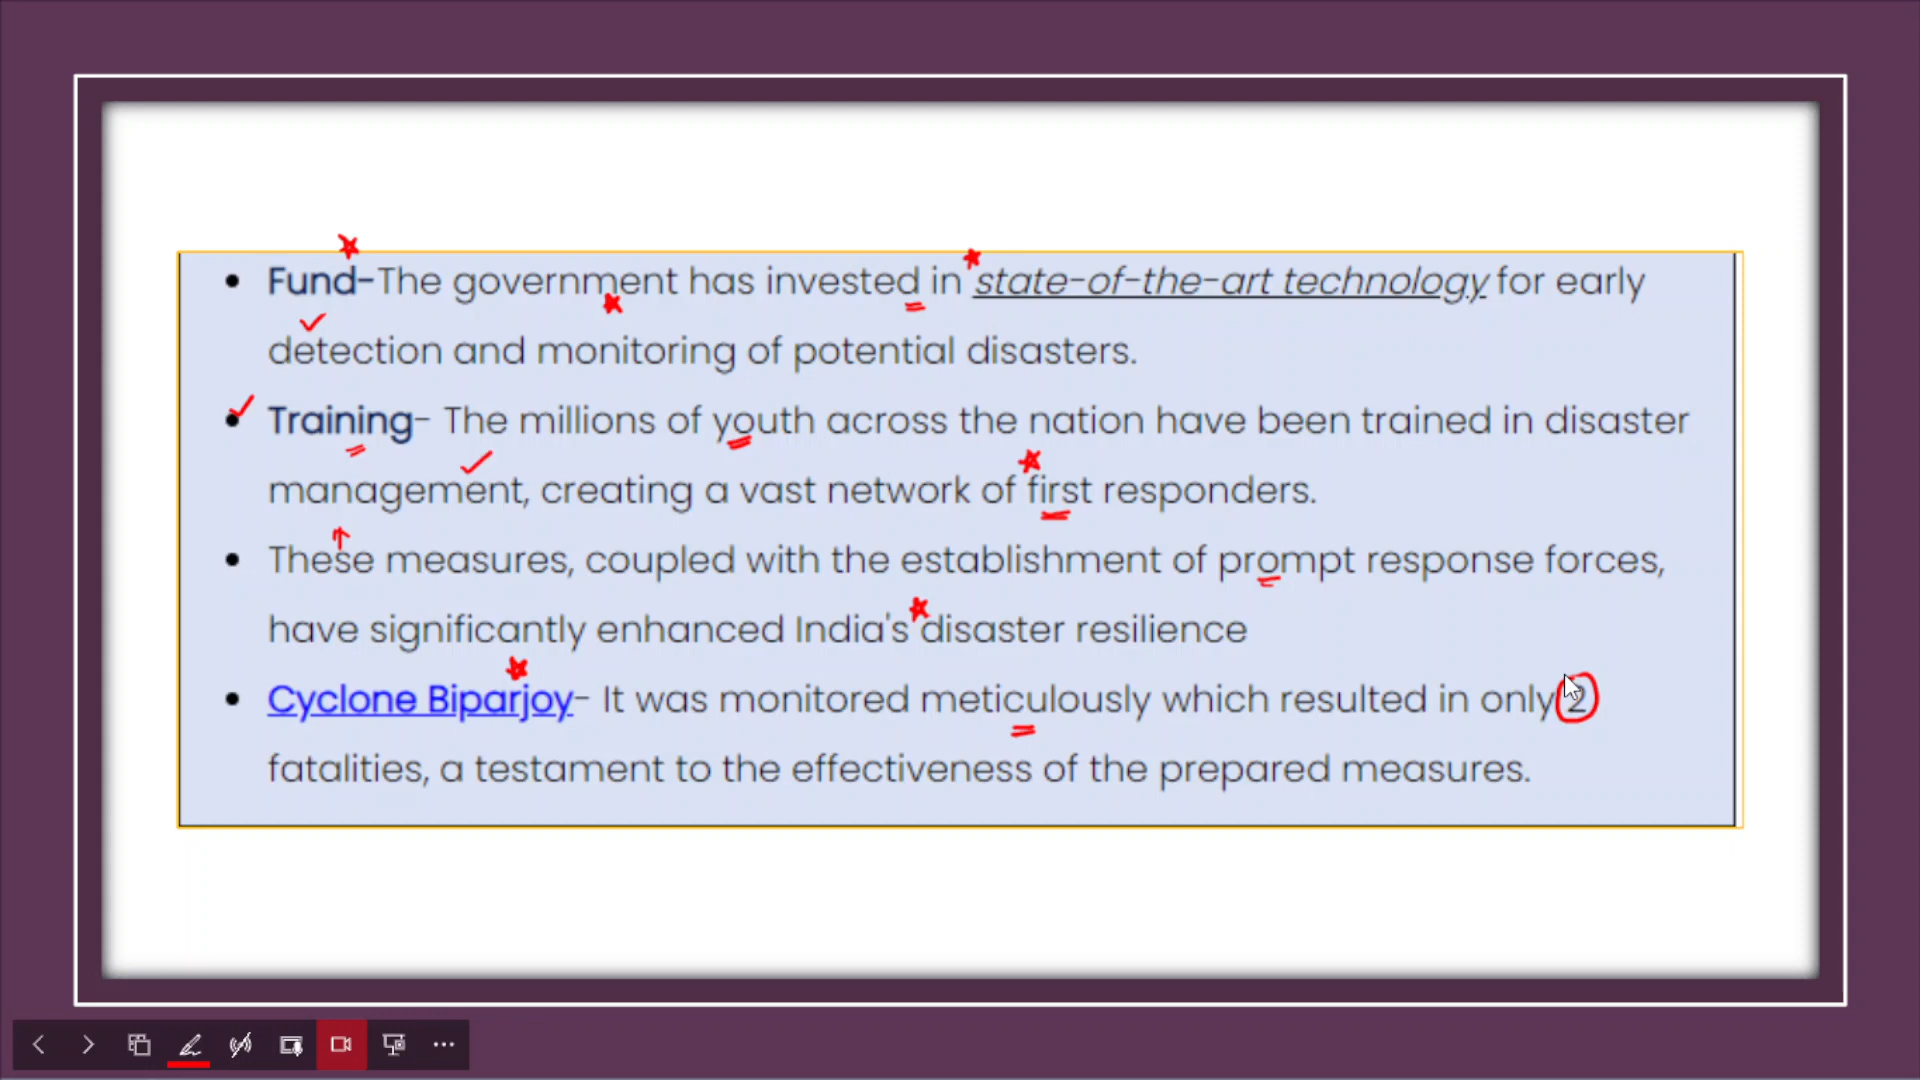 • Fund-The government has invested in state-of-the-art technology for early
detection and monitoring of potential disasters.
• Training- The millions of youth across the nation have been trained in disaster
management, creating a vast network of first responders.
• These measures, coupled with the establishment of prompt response forces,
have significantly enhanced India's disaster resilience
• Cyclone Biparjoy- It was monitored meticulously which resulted in only 2
fatalities, a testament to the effectiveness of the prepared measures.